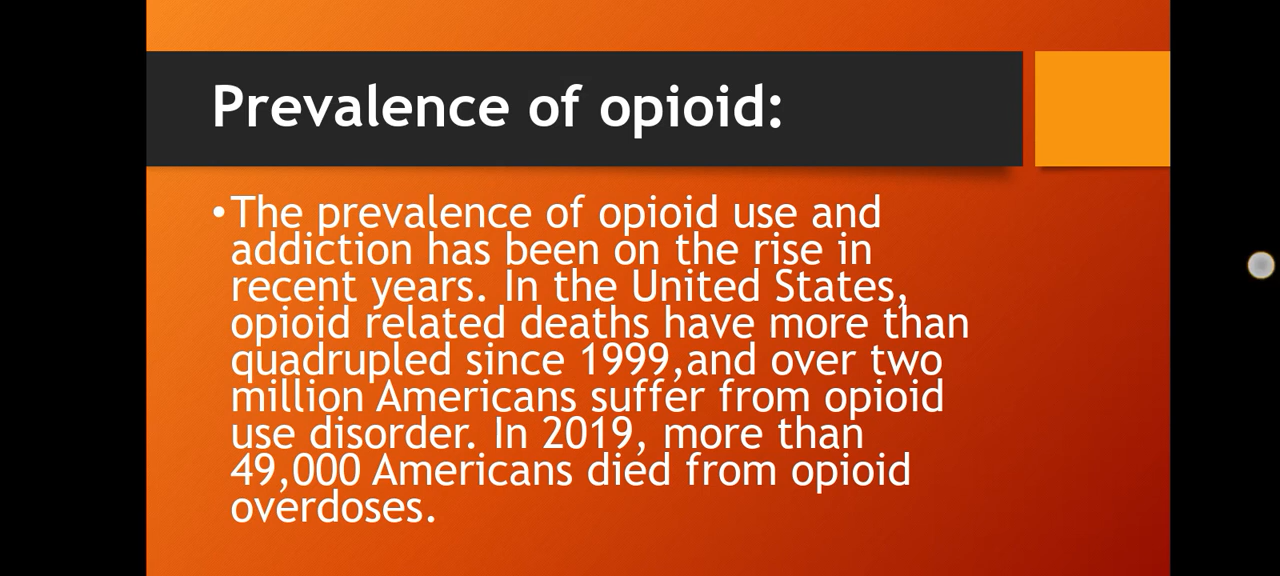 Prevalence of opioid:
•The prevalence of opioid use and
addiction has been on the rise in
recent years. In the United States,
opioid related deaths have more than
quadrupled since 1999,and over two
million Americans suffer from opioid
use disorder. In 2019, more than
49,000 Americans died from opioid
overdoses.